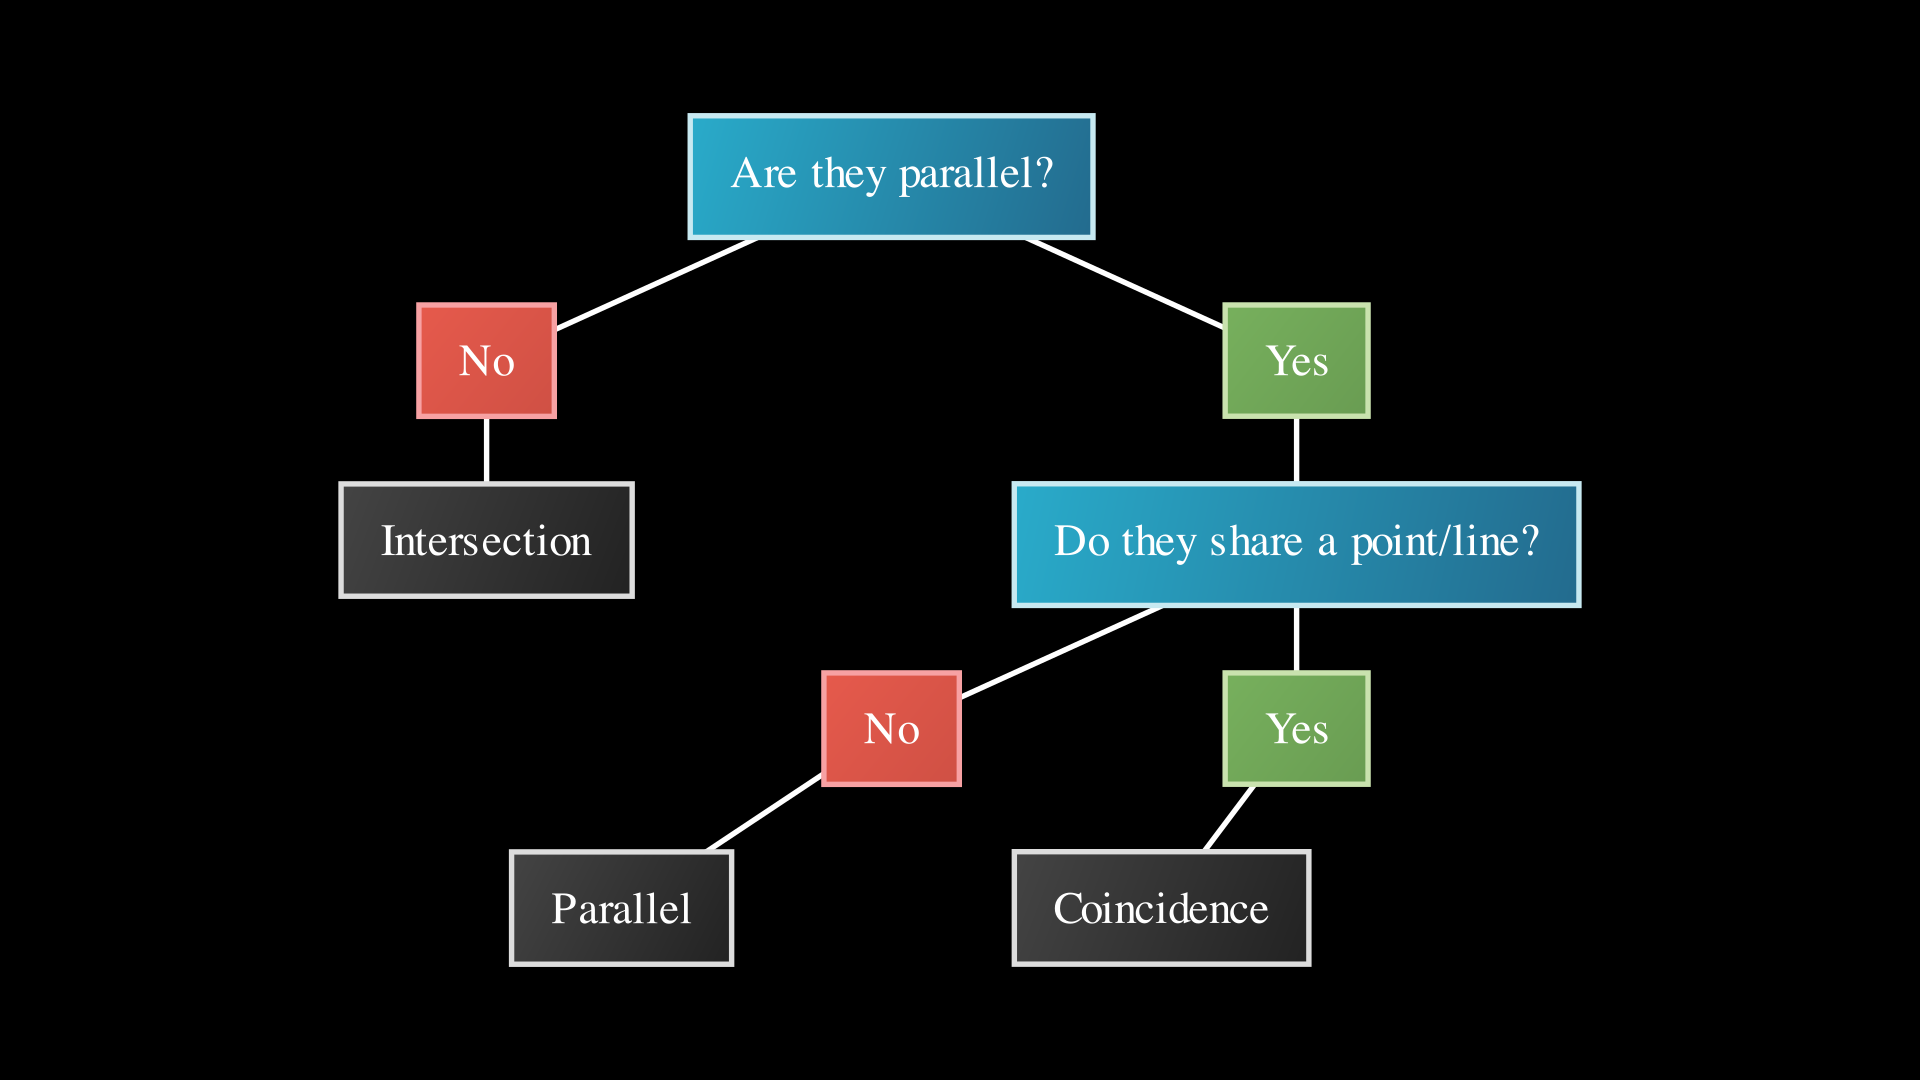 Are they parallel?
No
Yes
Intersection
Do they share a point/line?
No
Yes
Parallel
Coincidence